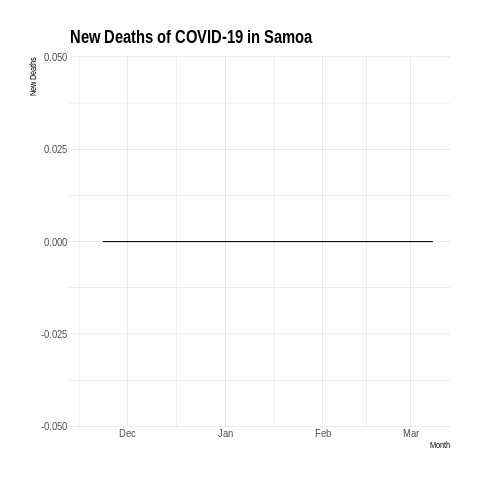 New Deaths of COVID-19 in Samoa
New Deaths
0.050
0.025
0.000
-0.025
-0.050
Dec Jan Feb Mar
Month